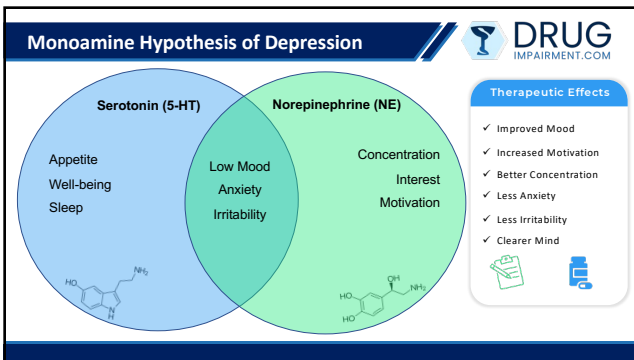 Monoamine Hypothesis of Depression
DRUG
IMPAIRMENT.COM
Serotonin (5-HT)
Appetite
Well-being
Sleep
Low Mood
Anxiety
Irritability
Norepinephrine (NE)
Concentration
Interest
Motivation
HO
NH₂
N
H
HO
HO
OH
NH₂
Therapeutic Effects
✓ Improved Mood
✓ Increased Motivation
✓ Better Concentration
✓ Less Anxiety
✓ Less Irritability
✓ Clearer Mind